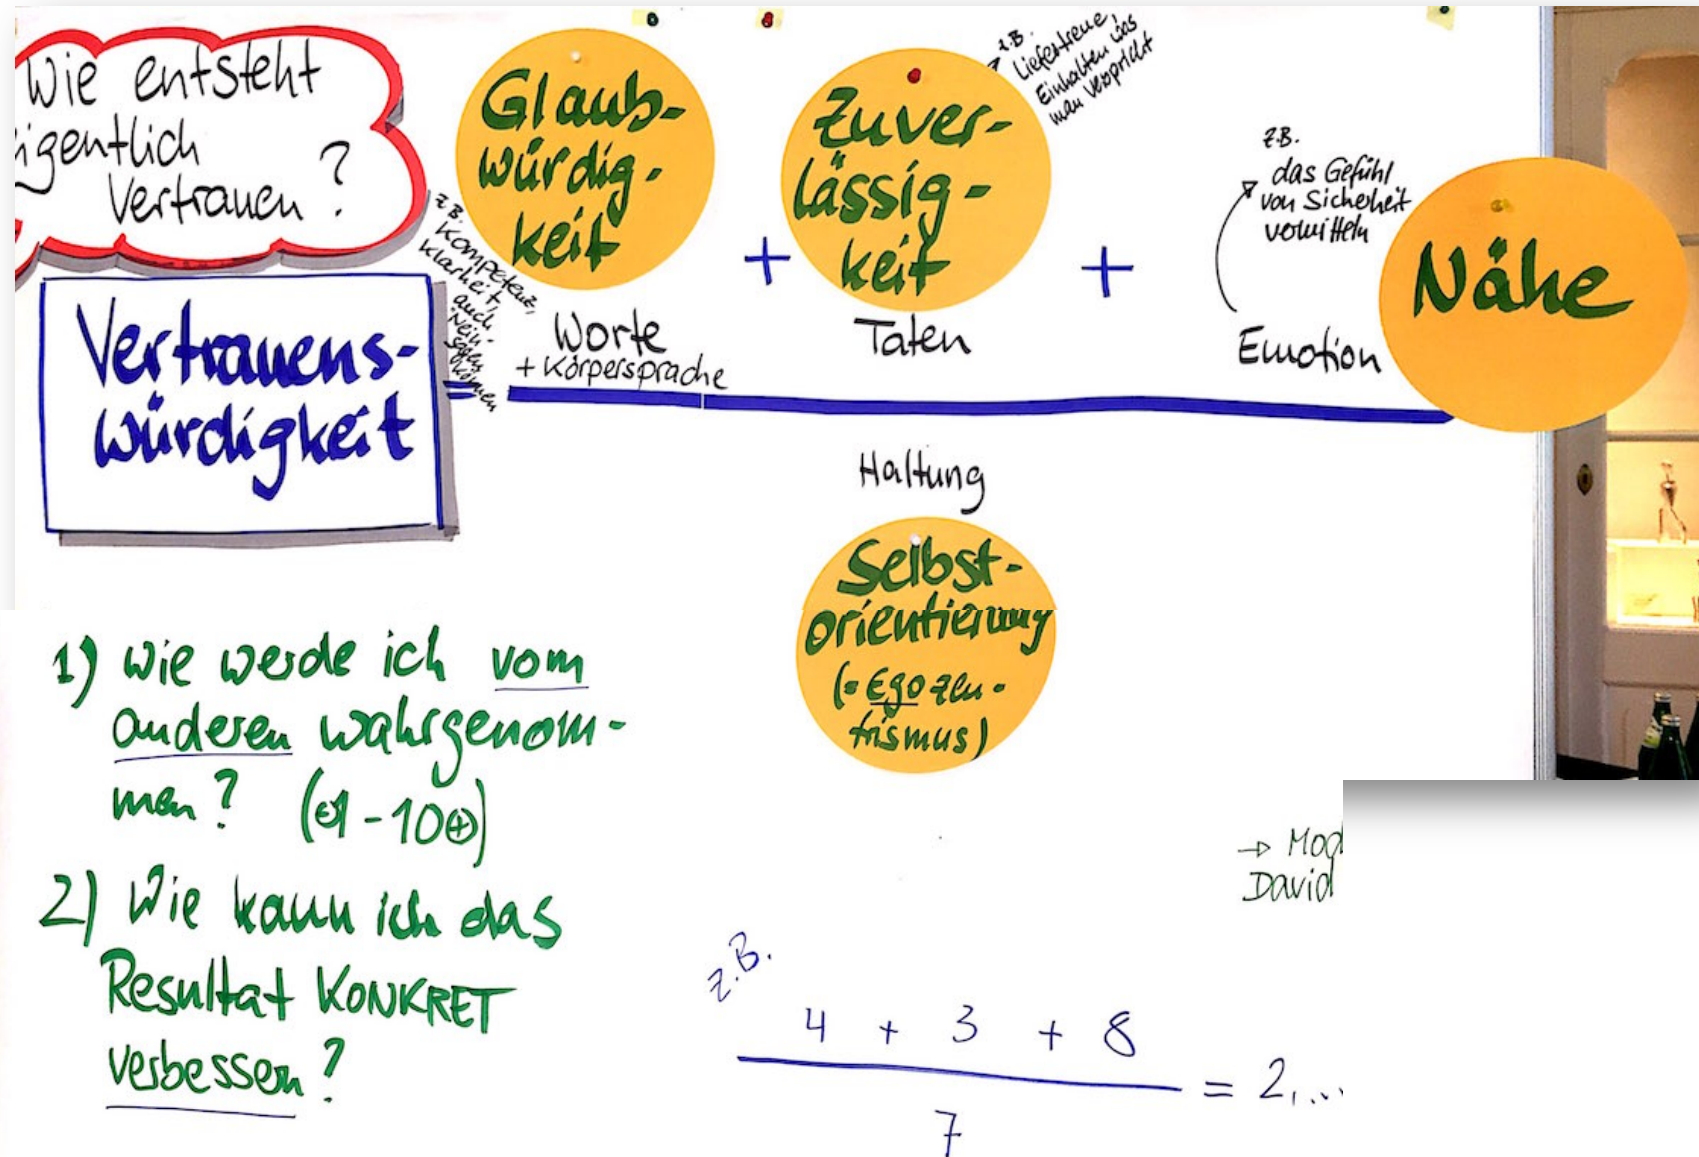 Wie entsteht
igentlich
Vertrauen?
Glaub-
würdig-
keit
+
Zuver-
lässig-
keit
+
Nähe
z.B.
Liefertreue,
Einhalten was
man verspricht
z.B.
das Gefühl
von Sicherheit
vermitteln
z.B.
Kompetenz,
Klarheit,
auch
Nein-
sagen
können
Worte
+ Körpersprache
Taten
Emotion
Vertrauens-
würdigkeit
=
Haltung
Selbst-
orientierung
(=Egozen-
trismus)
1) Wie werde ich vom
anderen wahrgenom-
men? (⊖1-10⊕)
2) Wie kann ich das
Resultat KONKRET
verbessern?
→ Mod
David
z.B.
4 + 3 + 8
= 2,...
7